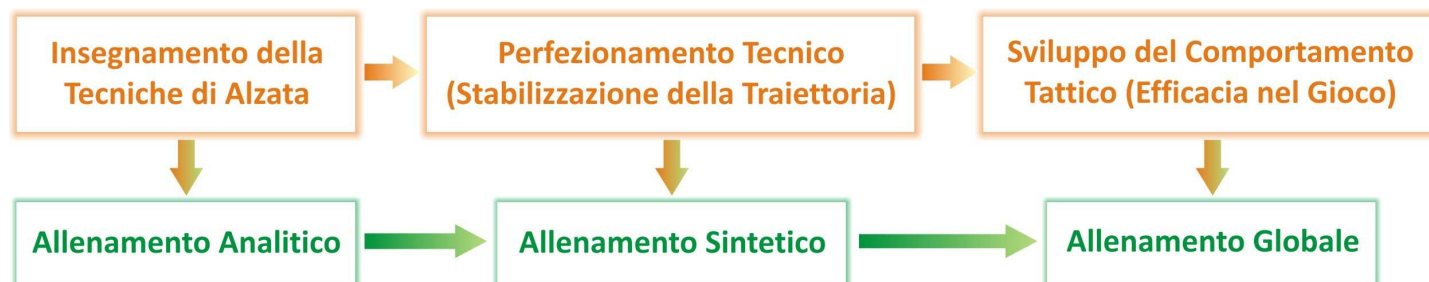 Insegnamento della
Tecniche di Alzata
Perfezionamento Tecnico
(Stabilizzazione della Traiettoria)
Sviluppo del Comportamento
Tattico (Efficacia nel Gioco)
Allenamento Analitico
Allenamento Sintetico
Allenamento Globale